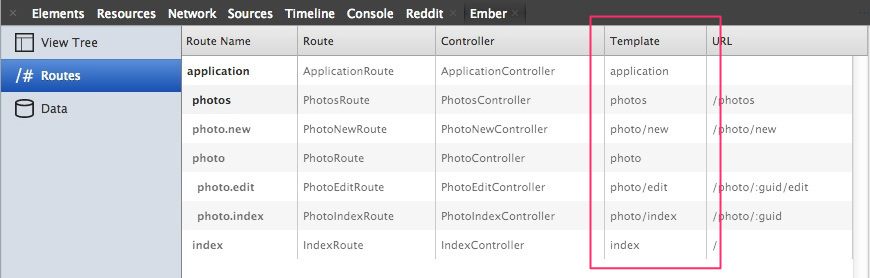 × Elements Resources Network Sources Timeline Console Reddit × Ember ×
View Tree
/# Routes
Data
Route Name Route Controller Template URL
application ApplicationRoute ApplicationController application
photos PhotosRoute PhotosController photos /photos
photo.new PhotoNewRoute PhotoNewController photo/new /photo/new
photo PhotoRoute PhotoController photo
photo.edit PhotoEditRoute PhotoEditController photo/edit /photo/:guid/edit
photo.index PhotoIndexRoute PhotoIndexController photo/index /photo/:guid
index IndexRoute IndexController index /